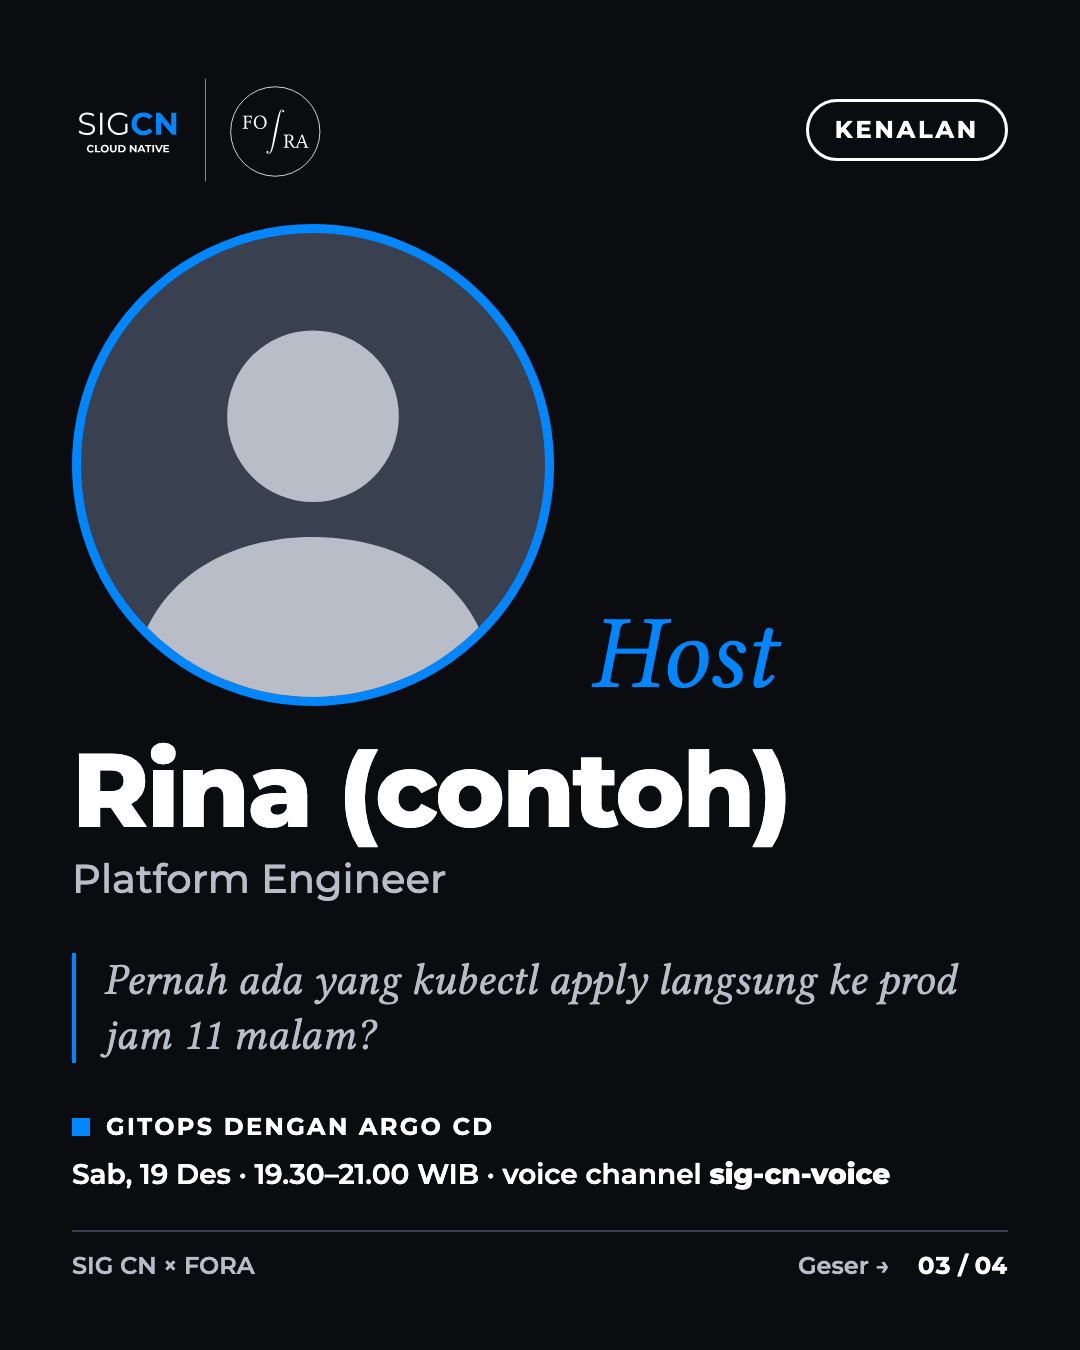 SIGCN
CLOUD NATIVE
FO RA
KENALAN
Host
Rina (contoh)
Platform Engineer
Pernah ada yang kubectl apply langsung ke prod
jam 11 malam?
GITOPS DENGAN ARGO CD
Sab, 19 Des · 19.30–21.00 WIB · voice channel sig-cn-voice
SIG CN × FORA
Geser → 03 / 04